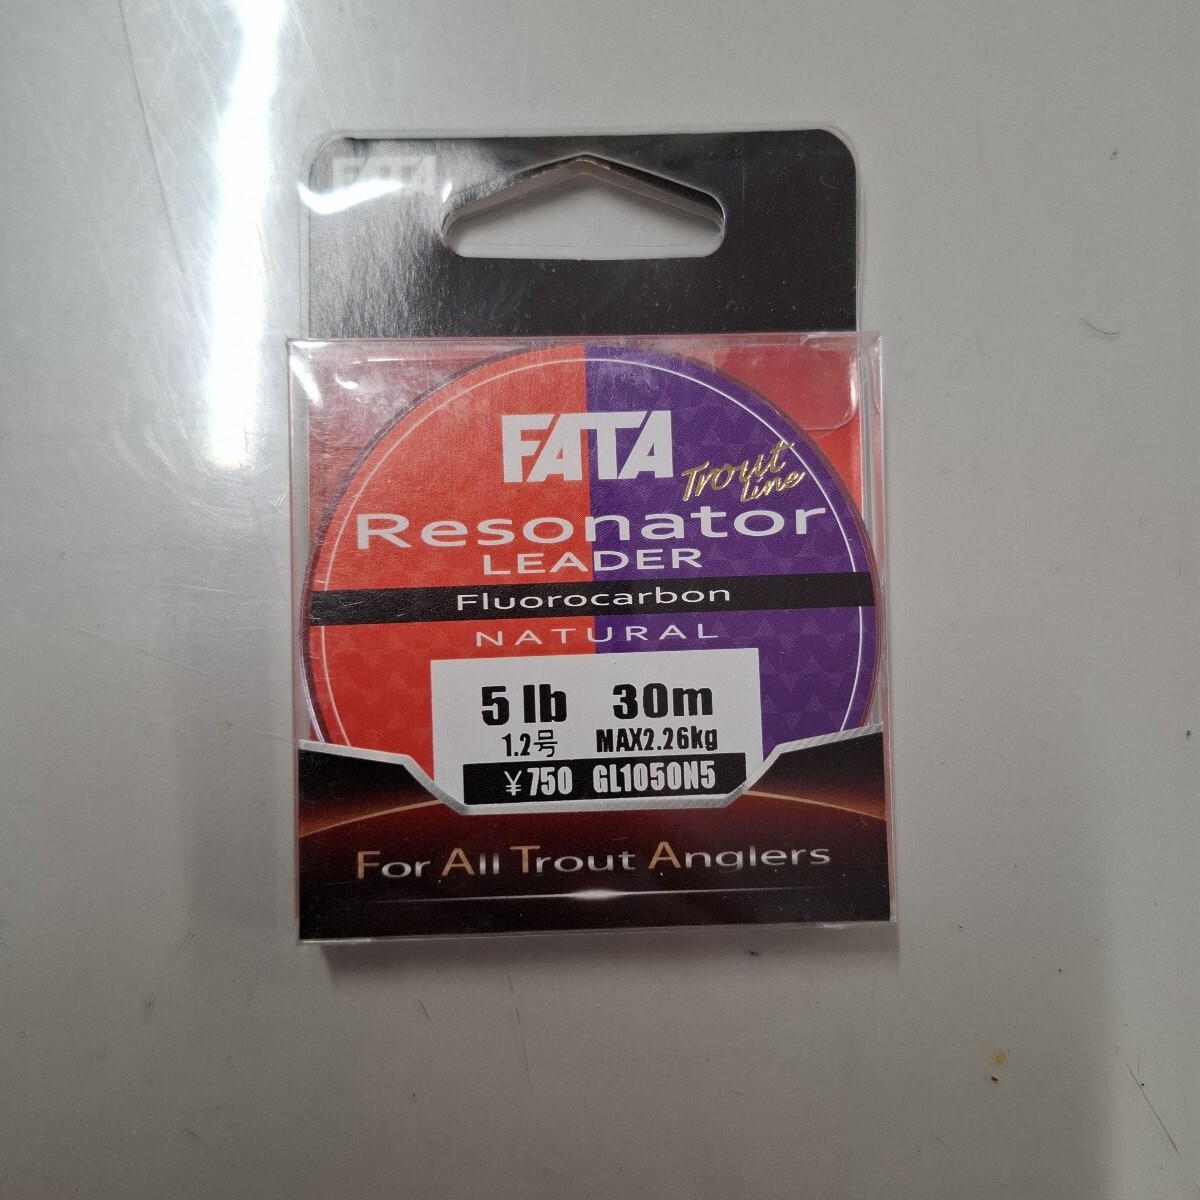 FATA
FATA
Trout line
Resonator
LEADER
Fluorocarbon
NATURAL
5 lb 30m
1.2号 MAX2.26kg
¥750 GL1050N5
For All Trout Anglers